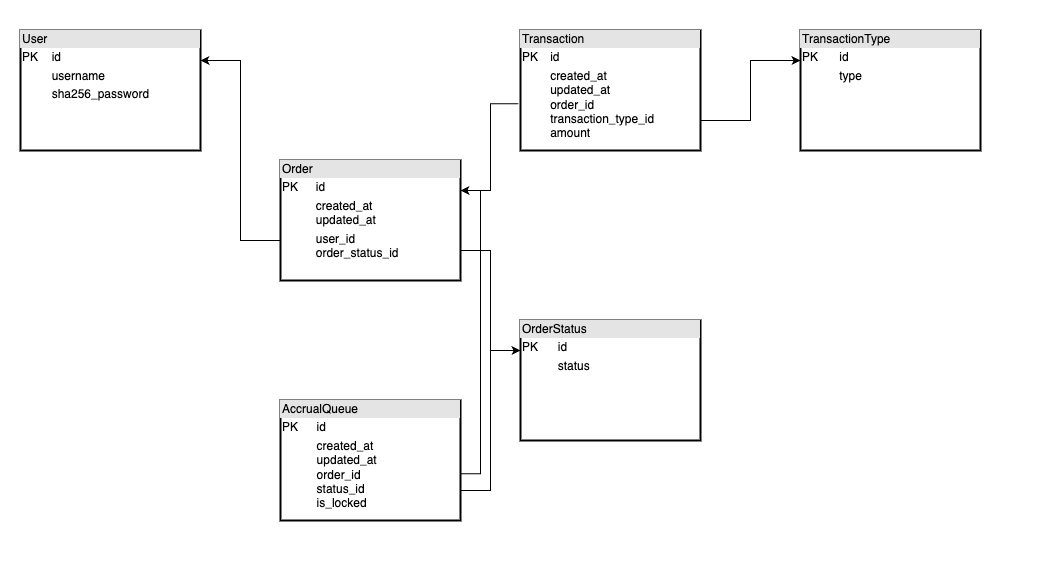 User
PK id
username
sha256_password
Transaction
PK id
created_at
updated_at
order_id
transaction_type_id
amount
TransactionType
PK id
type
Order
PK id
created_at
updated_at
user_id
order_status_id
OrderStatus
PK id
status
AccrualQueue
PK id
created_at
updated_at
order_id
status_id
is_locked